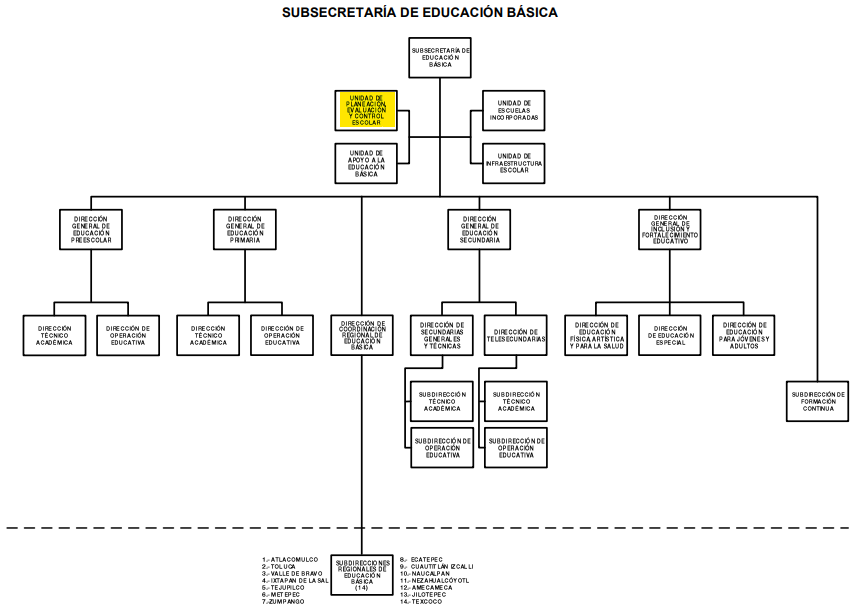 SUBSECRETARÍA DE EDUCACIÓN BÁSICA
SUBSECRETARÍA DE
EDUCACIÓN
BÁSICA
UNIDAD DE
PLANEACIÓN,
EVALUACIÓN
Y CONTROL
ESCOLAR
UNIDAD DE
ESCUELAS
INCORPORADAS
UNIDAD DE
APOYO A LA
EDUCACIÓN
BÁSICA
UNIDAD DE
INFRAESTRUCTURA
ESCOLAR
DIRECCIÓN
GENERAL DE
EDUCACIÓN
PREESCOLAR
DIRECCIÓN
GENERAL DE
EDUCACIÓN
PRIMARIA
DIRECCIÓN
GENERAL DE
EDUCACIÓN
SECUNDARIA
DIRECCIÓN
GENERAL DE
INCLUSIÓN Y
FORTALECIMIENTO
EDUCATIVO
DIRECCIÓN
TÉCNICO
ACADÉMICA
DIRECCIÓN DE
OPERACIÓN
EDUCATIVA
DIRECCIÓN
TÉCNICO
ACADÉMICA
DIRECCIÓN DE
OPERACIÓN
EDUCATIVA
DIRECCIÓN DE
COORDINACIÓN
REGIONAL DE
EDUCACIÓN
BÁSICA
DIRECCIÓN DE
SECUNDARIAS
GENERALES
Y TÉCNICAS
DIRECCIÓN DE
TELESECUNDARIAS
DIRECCIÓN DE
EDUCACIÓN
FÍSICA, ARTÍSTICA
Y PARA LA SALUD
DIRECCIÓN
DE EDUCACIÓN
ESPECIAL
DIRECCIÓN DE
EDUCACIÓN
PARA JÓVENES Y
ADULTOS
SUBDIRECCIÓN
TÉCNICO
ACADÉMICA
SUBDIRECCIÓN
TÉCNICO
ACADÉMICA
SUBDIRECCIÓN DE
FORMACIÓN
CONTINUA
SUBDIRECCIÓN DE
OPERACIÓN
EDUCATIVA
SUBDIRECCIÓN DE
OPERACIÓN
EDUCATIVA
1.- ATLACOMULCO
2.- TOLUCA
3.- VALLE DE BRAVO
4.- IXTAPAN DE LA SAL
5.- TEJUPILCO
6.- METEPEC
7.-ZUMPANGO
SUBDIRECCIONES
REGIONALES DE
EDUCACIÓN
BÁSICA
(14)
8.- ECATEPEC
9.- CUAUTITLÁN IZCALLI
10.- NAUCALPAN
11.- NEZAHUALCÓYOTL
12.- AMECAMECA
13.- JILOTEPEC
14.- TEXCOCO